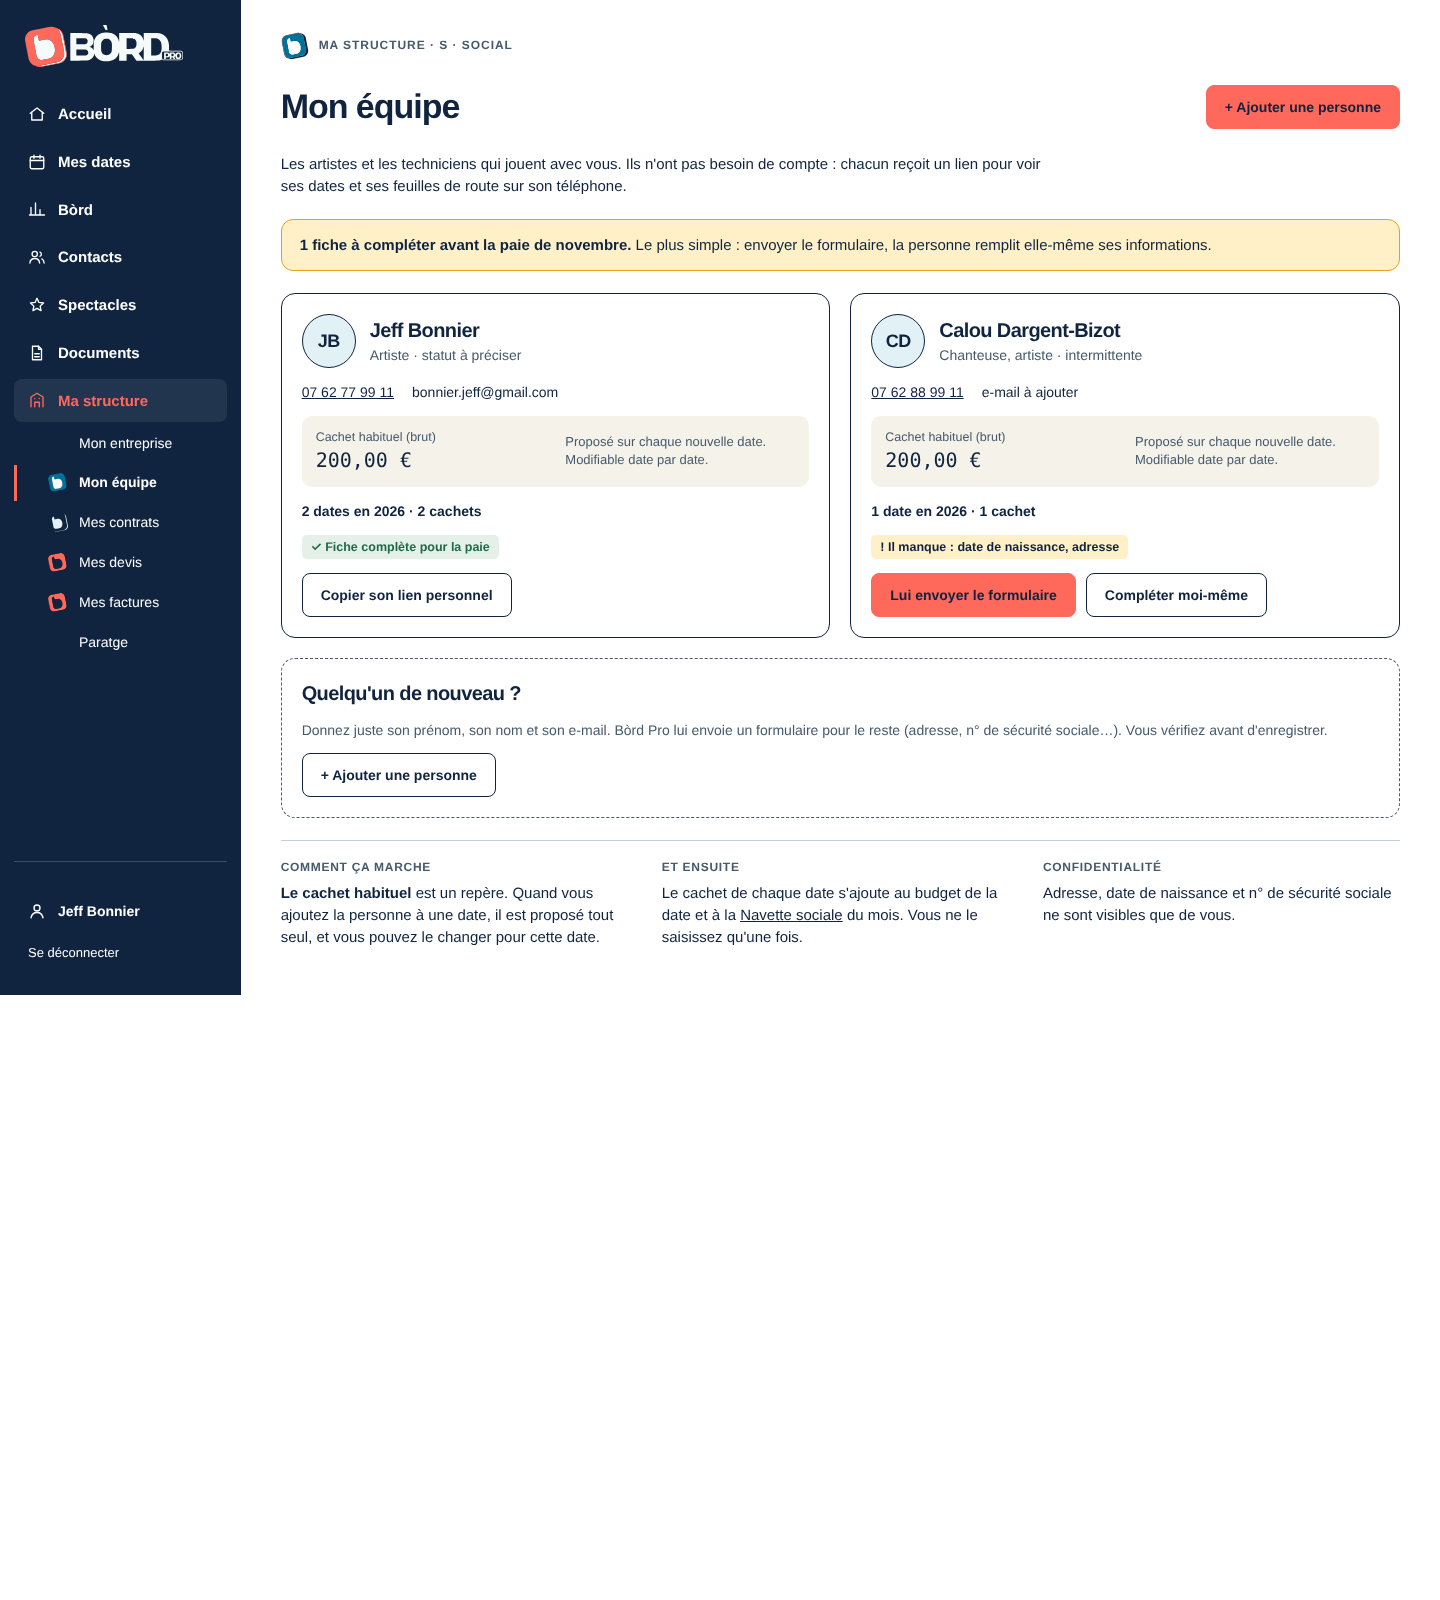 BÒRD PRO
Accueil
Mes dates
Bòrd
Contacts
Spectacles
Documents
Ma structure
Mon entreprise
Mon équipe
Mes contrats
Mes devis
Mes factures
Paratge
Jeff Bonnier
Se déconnecter
MA STRUCTURE · S · SOCIAL
Mon équipe
+ Ajouter une personne
Les artistes et les techniciens qui jouent avec vous. Ils n'ont pas besoin de compte : chacun reçoit un lien pour voir
ses dates et ses feuilles de route sur son téléphone.
1 fiche à compléter avant la paie de novembre. Le plus simple : envoyer le formulaire, la personne remplit elle-même ses informations.
JB
Jeff Bonnier
Artiste · statut à préciser
07 62 77 99 11 bonnier.jeff@gmail.com
Cachet habituel (brut)
200,00 €
Proposé sur chaque nouvelle date.
Modifiable date par date.
2 dates en 2026 · 2 cachets
✓ Fiche complète pour la paie
Copier son lien personnel
CD
Calou Dargent-Bizot
Chanteuse, artiste · intermittente
07 62 88 99 11 e-mail à ajouter
Cachet habituel (brut)
200,00 €
Proposé sur chaque nouvelle date.
Modifiable date par date.
1 date en 2026 · 1 cachet
! Il manque : date de naissance, adresse
Lui envoyer le formulaire
Compléter moi-même
Quelqu'un de nouveau ?
Donnez juste son prénom, son nom et son e-mail. Bòrd Pro lui envoie un formulaire pour le reste (adresse, n° de sécurité sociale…). Vous vérifiez avant d'enregistrer.
+ Ajouter une personne
COMMENT ÇA MARCHE
Le cachet habituel est un repère. Quand vous
ajoutez la personne à une date, il est proposé tout
seul, et vous pouvez le changer pour cette date.
ET ENSUITE
Le cachet de chaque date s'ajoute au budget de la
date et à la Navette sociale du mois. Vous ne le
saisissez qu'une fois.
CONFIDENTIALITÉ
Adresse, date de naissance et n° de sécurité sociale
ne sont visibles que de vous.